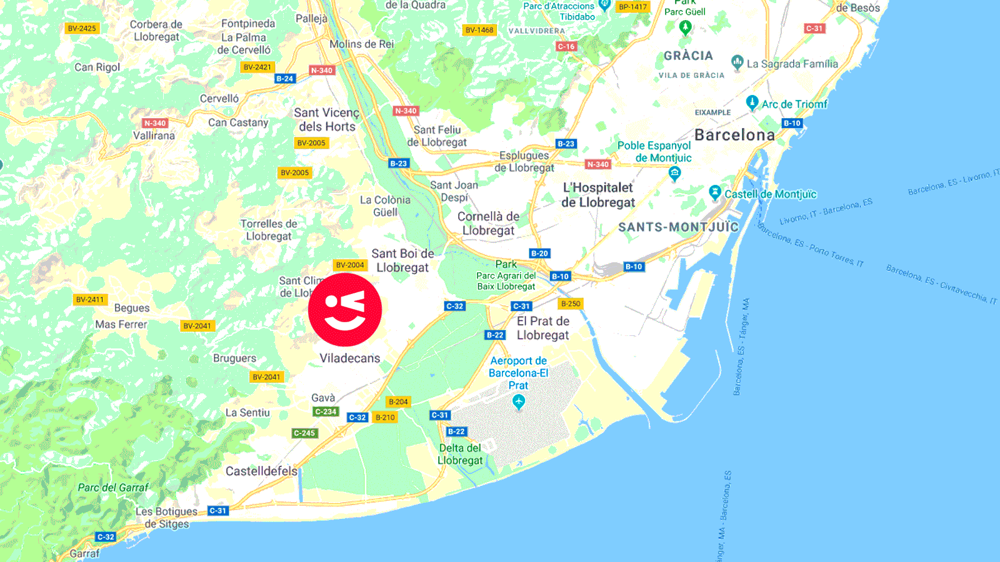 de la Quadra
Parc d'Atraccions
Tibidabo
BP-1417
Park
Parc Güell
de Besòs
BV-2425
Corbera de
Llobregat
Fontpineda
Pallejà
La Palma
de Cervelló
BV-1468
VALLVIDRERA
C-31
Molins de Rei
C-16
GRÀCIA
La Sagrada Família
Can Rigol
BV-2421
N-340
B-24
VILA DE GRÀCIA
Cervelló
Arc de Triomf
Sant Vicenç
dels Horts
N-340
EIXAMPLE
N-340
Can Castany
B-10
Vallirana
Sant Feliu
de Llobregat
Barcelona
BV-2005
B-23
Poble Espanyol
de Montjuic
Esplugues
de Llobregat
B-23
N-340
BV-2005
Barcelona, ES - Livorno, IT
Sant Joan
Despí
L'Hospitalet
de Llobregat
Castell de Montjuïc
La Colònia
Güell
Livorno, IT - Barcelona, ES
Cornellà de
Llobregat
SANTS-MONTJUÏC
Torrelles de
Llobregat
Barcelona, ES - Porto Torres, IT
Sant Boi de
Llobregat
B-20
BV-2004
Park
Parc Agrari del
Baix Llobregat
B-10
B-10
Barcelona, ES - Civitavecchia, IT
Sant Clim
de Llob
BV-2411
Begues
C-32
C-31
B-250
Mas Ferrer
BV-2041
El Prat de
Llobregat
B-22
Barcelona, ES - Tánger, MA
Viladecans
Bruguers
Aeroport de
Barcelona-El
Prat
BV-2041
Gavà
B-204
La Sentiu
C-234
C-32
B-210
C-31
C-245
B-22
Delta del
Llobregat
Castelldefels
Parc del Garraf
Les Botigues
de Sitges
C-31
Tánger, MA - Barcelona, ES
C-32
Garraf